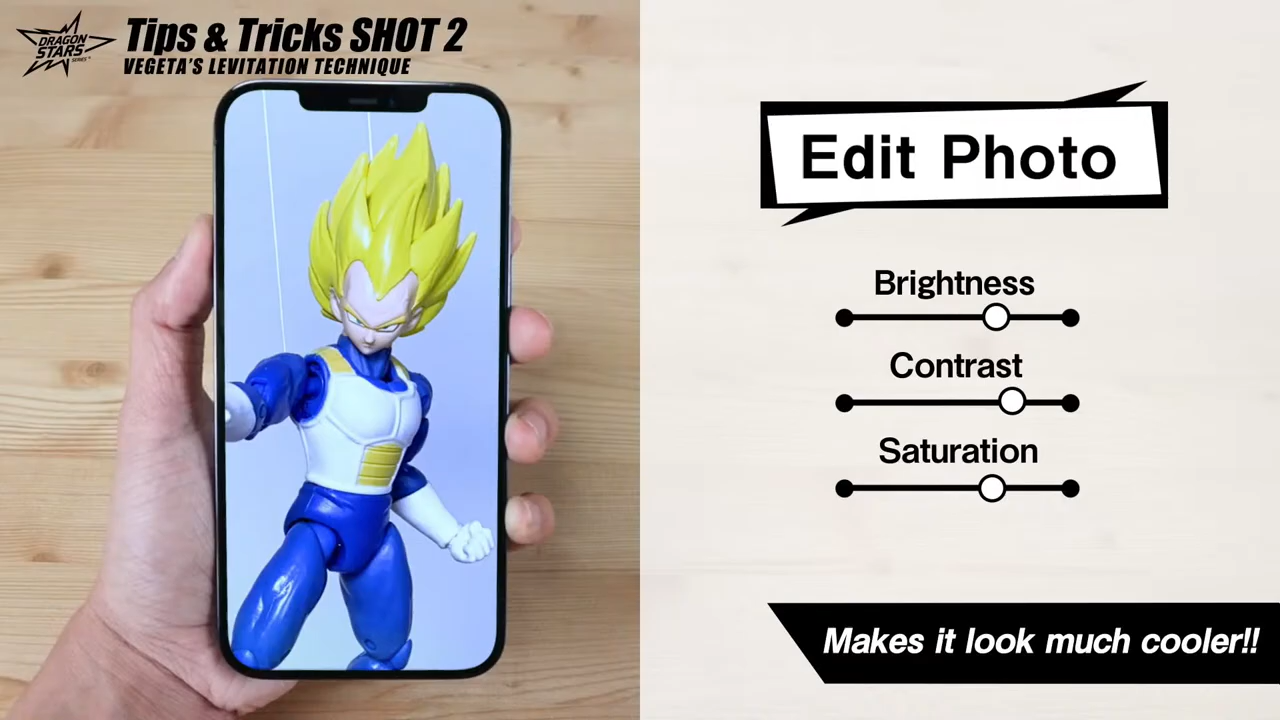 DRAGON
STARS
SERIES™
Tips & Tricks SHOT 2
VEGETA'S LEVITATION TECHNIQUE
Edit Photo
Brightness
Contrast
Saturation
Makes it look much cooler!!